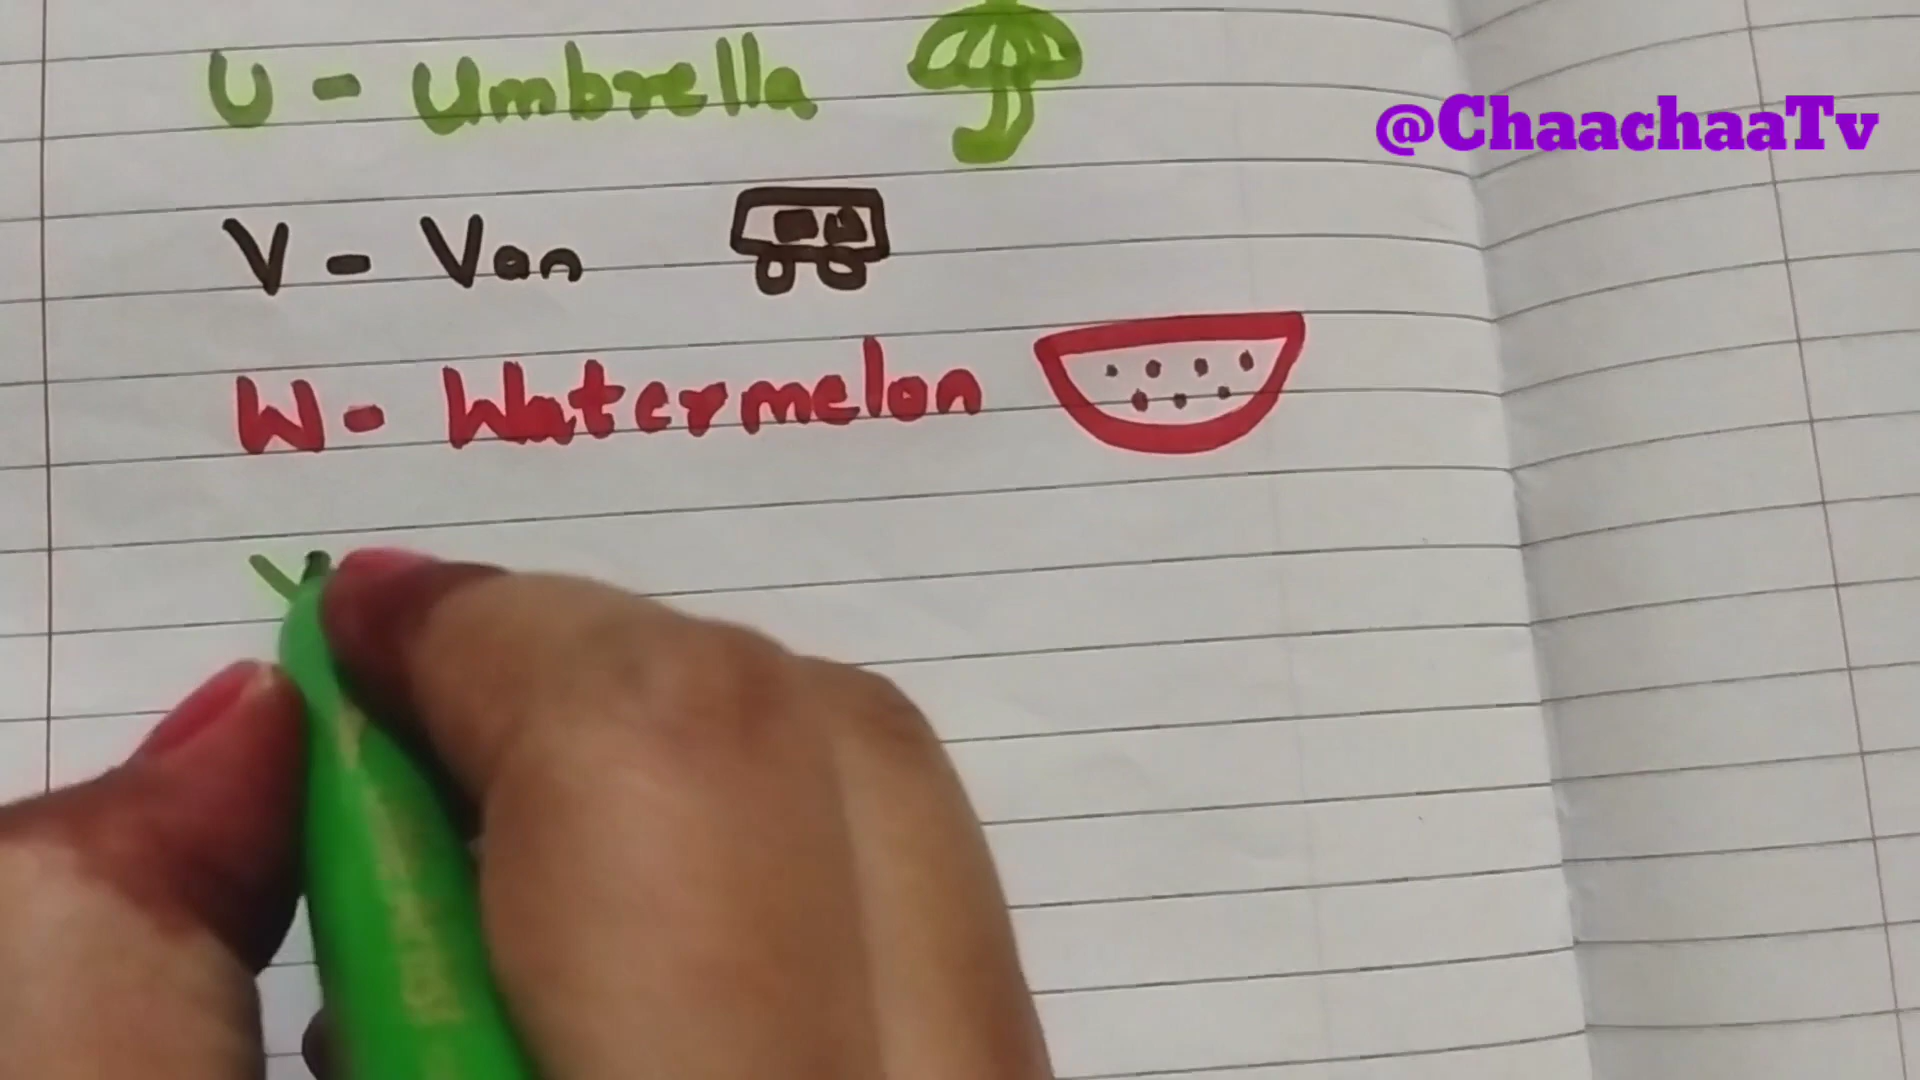 U - Umbrella
@ChaachaaTv
V - Van
W - Watermelon